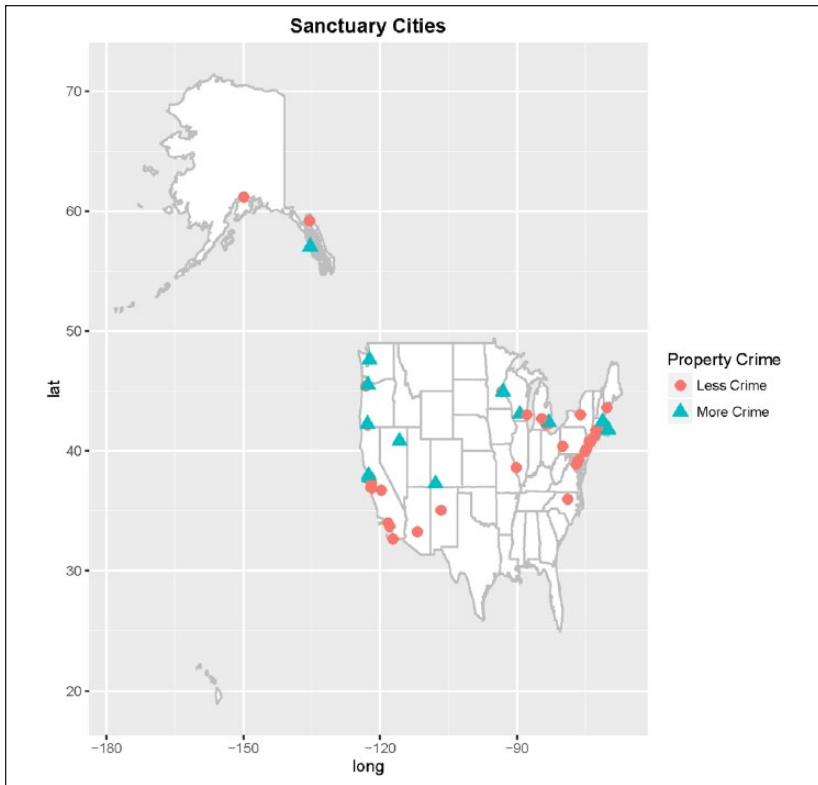 Sanctuary Cities
70
60
50
40
30
20
lat
−180
−150
−120
−90
long
Property Crime
Less Crime
More Crime